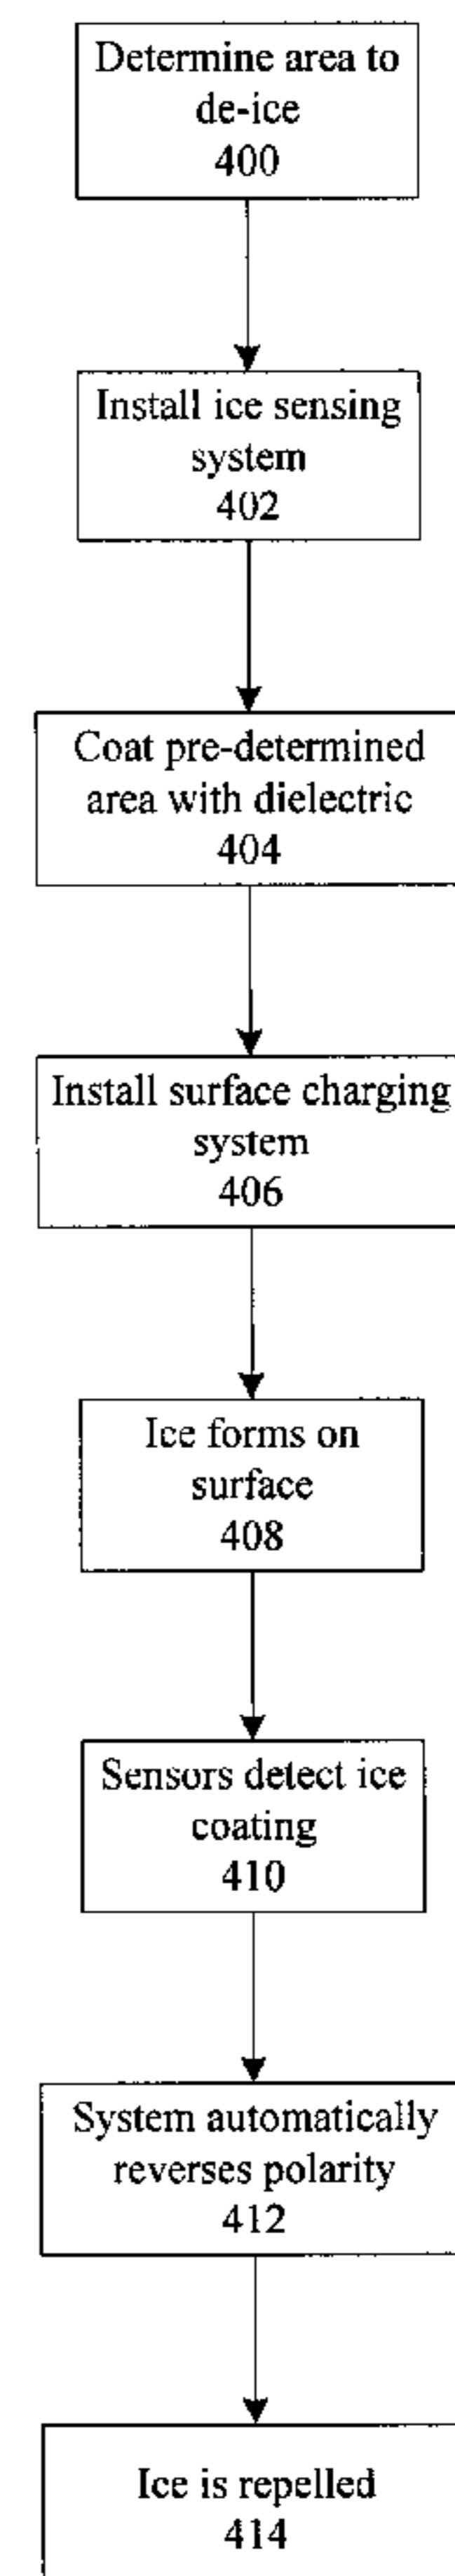 Determine area to
de-ice
400
Install ice sensing
system
402
Coat pre-determined
area with dielectric
404
Install surface charging
system
406
Ice forms on
surface
408
Sensors detect ice
coating
410
System automatically
reverses polarity
412
Ice is repelled
414